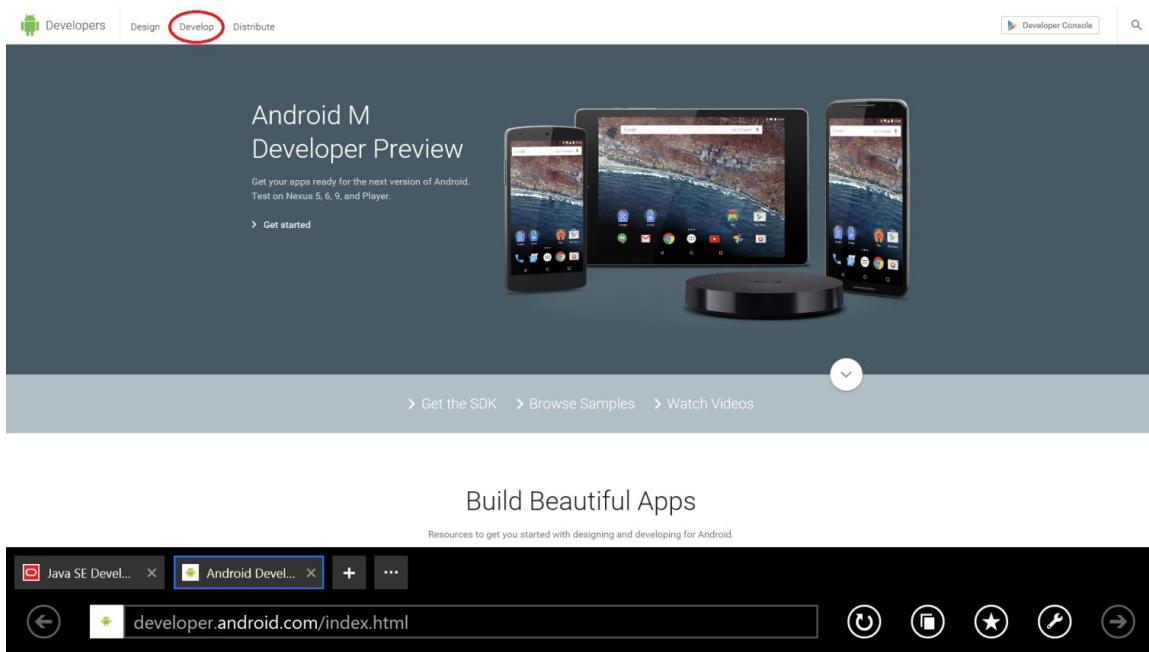 Developers Design Develop Distribute Developer Console
Android M
Developer Preview
Get your apps ready for the next version of Android.
Test on Nexus 5, 6, 9, and Player.
Get started
Get the SDK Browse Samples Watch Videos
Build Beautiful Apps
Resources to get you started with designing and developing for Android.
Java SE Devel... Android Devel...
developer.android.com/index.html